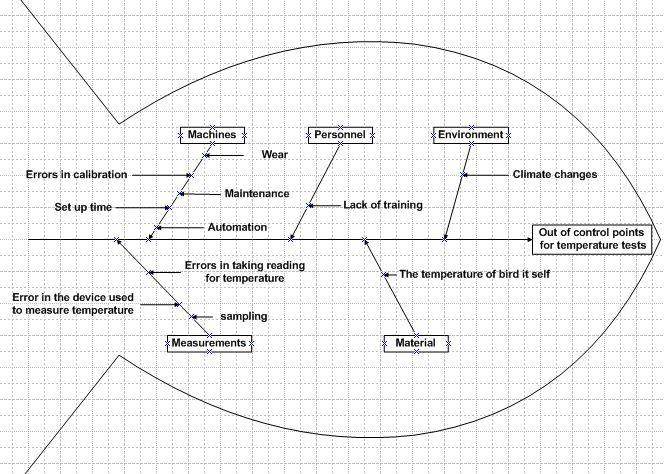 Machines
Personnel
Environment
Wear
Errors in calibration
Climate changes
Maintenance
Set up time
Lack of training
Automation
Out of control points
for temperature tests
Errors in taking reading
for temperature
The temperature of bird it self
Error in the device used
to measure temperature
sampling
Measurements
Material